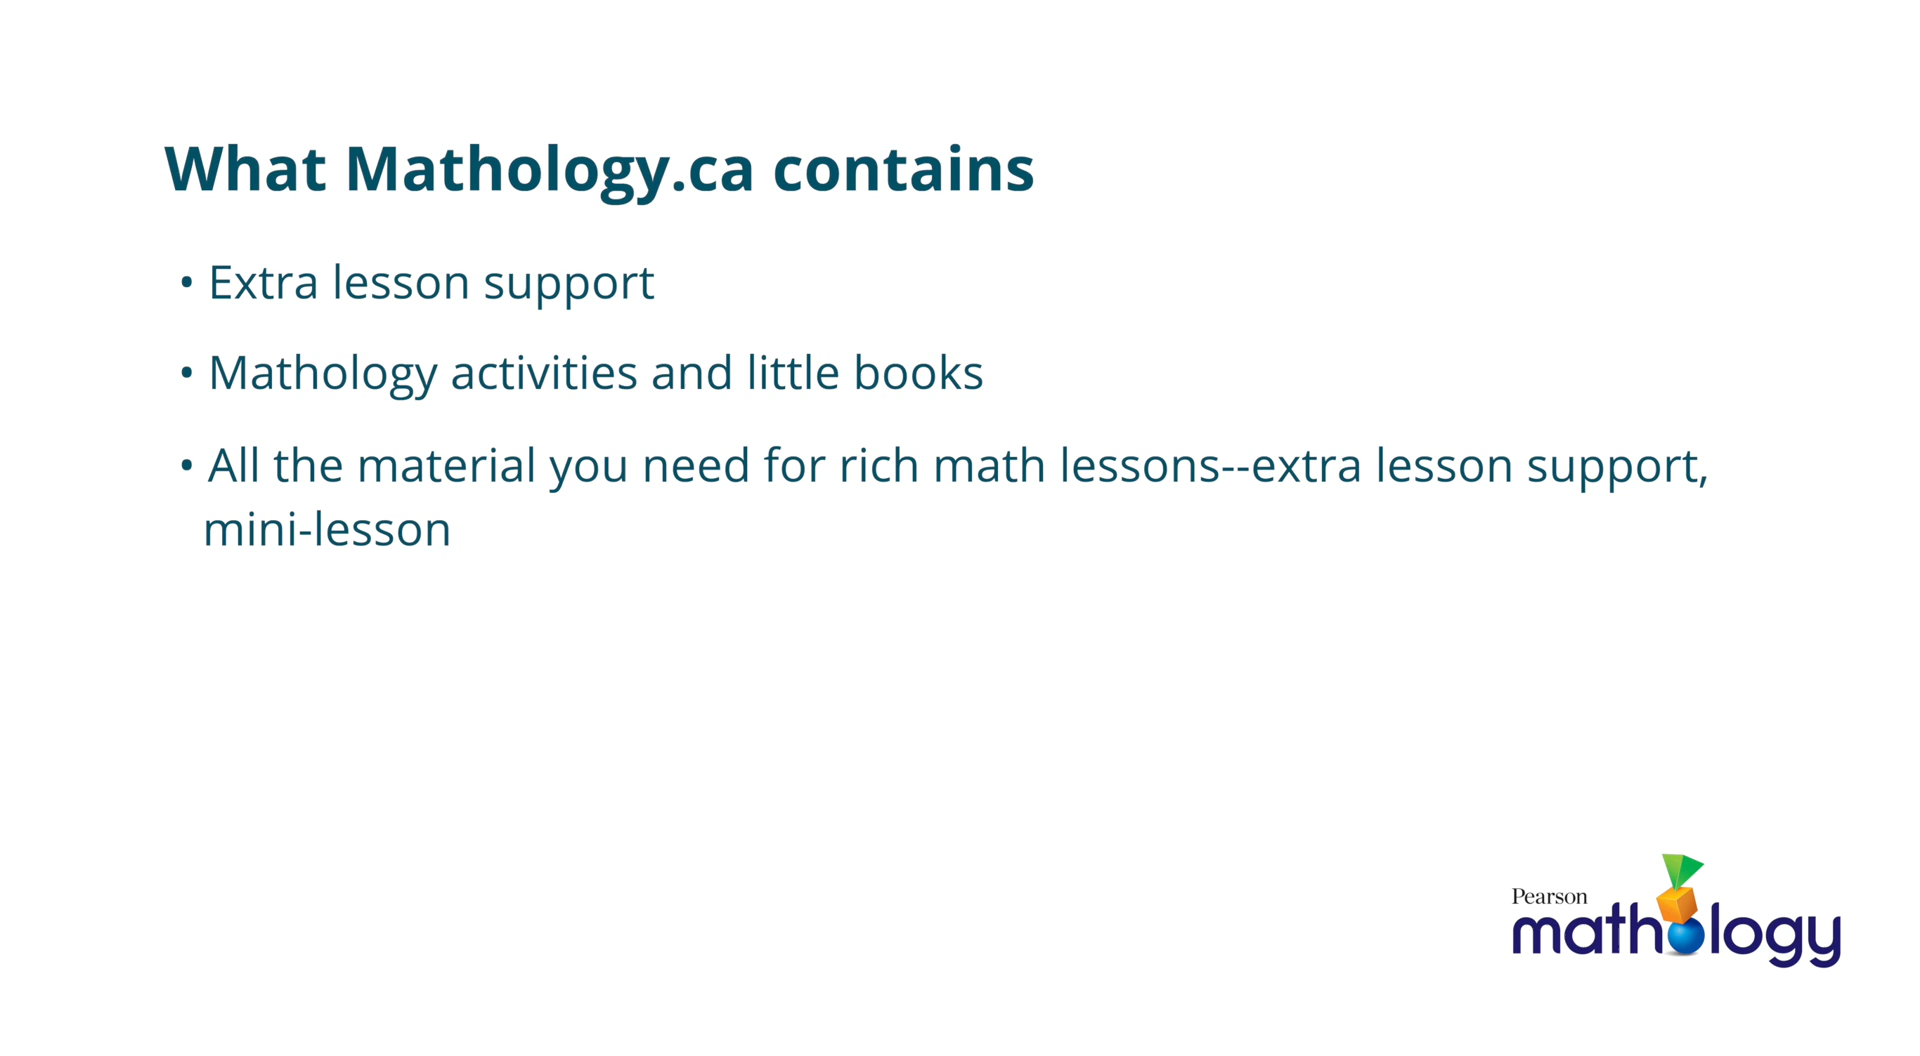 What Mathology.ca contains
• Extra lesson support
• Mathology activities and little books
• All the material you need for rich math lessons--extra lesson support,
mini-lesson
Pearson
mathology